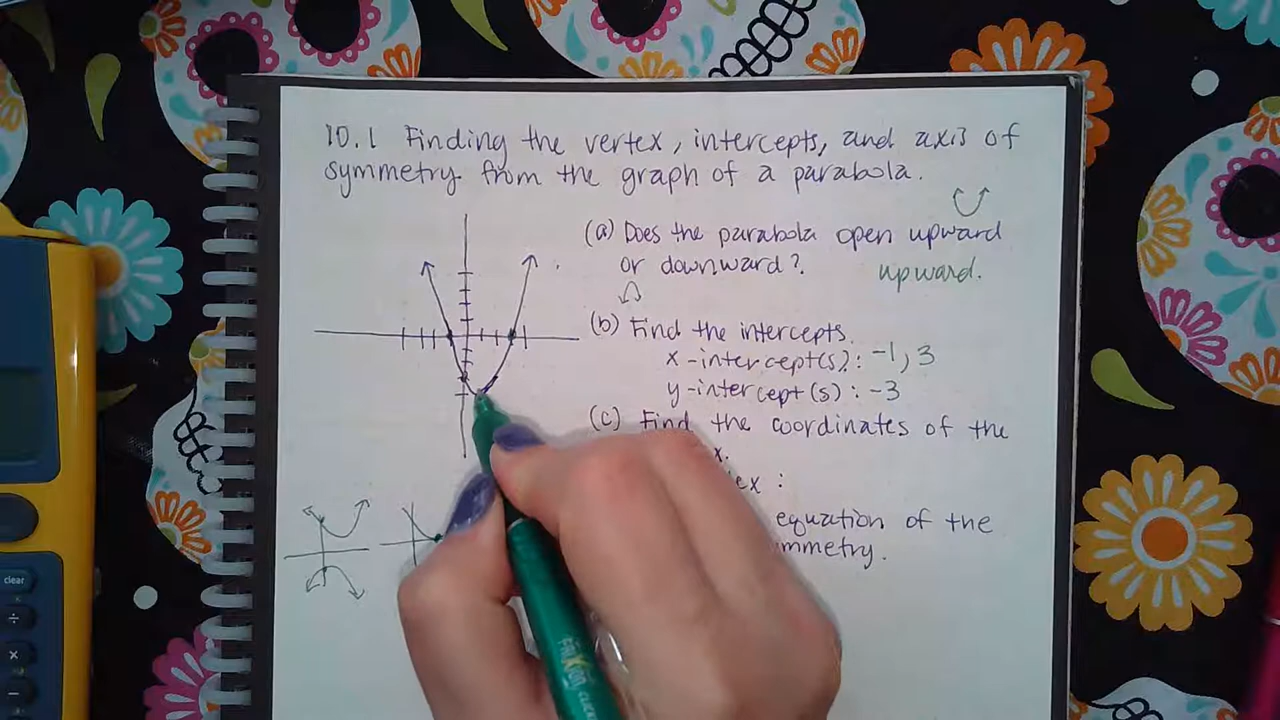 10.1 Finding the vertex, intercepts, and axis of
symmetry from the graph of a parabola.
(a) Does the parabola open upward
or downward? upward.
(b) Find the intercepts.
x-intercept(s): -1, 3
y-intercept(s): -3
(c) Find the coordinates of the
x.
ex :
equation of the
mmetry.
clear
÷
×
−
FriXion CLICK